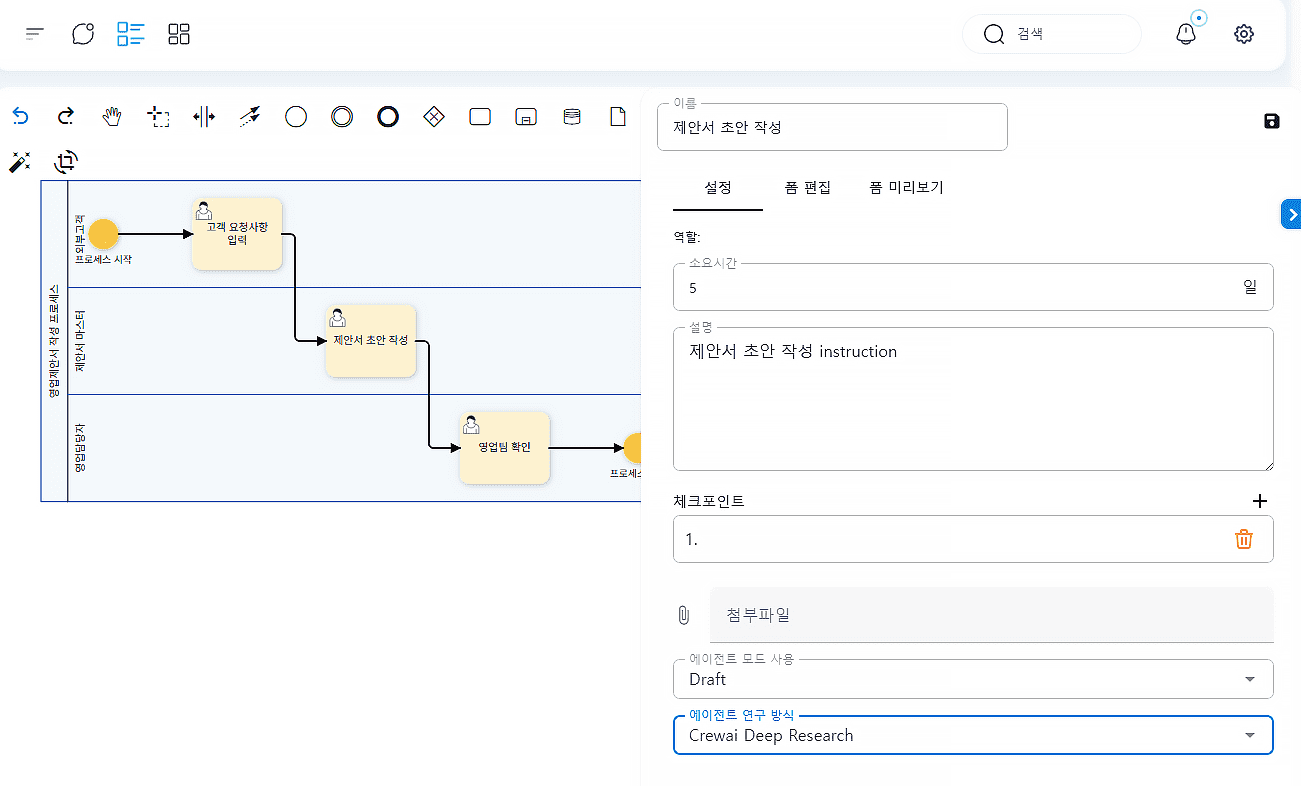 검색
이름
제안서 초안 작성
설정
폼 편집
폼 미리보기
영업제안서 작성 프로세스
외부고객
프로세스 시작
고객 요청사항
입력
제안서 마스터
제안서 초안 작성
영업담당자
영업팀 확인
프로세스
역할:
소요시간
5
일
설명
제안서 초안 작성 instruction
체크포인트
1.
첨부파일
에이전트 모드 사용
Draft
에이전트 연구 방식
Crewai Deep Research